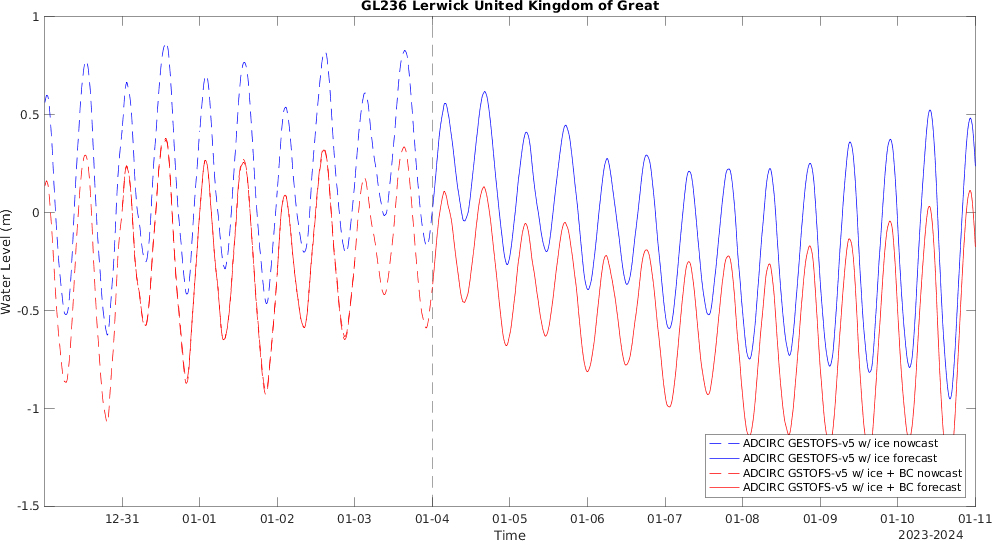 GL236 Lerwick United Kingdom of Great
1
0.5
0
-0.5
-1
-1.5
Water Level (m)
ADCIRC GESTOFS-v5 w/ ice nowcast
ADCIRC GESTOFS-v5 w/ ice forecast
ADCIRC GSTOFS-v5 w/ ice + BC nowcast
ADCIRC GSTOFS-v5 w/ ice + BC forecast
12-31 01-01 01-02 01-03 01-04 01-05 01-06 01-07 01-08 01-09 01-10 01-11
Time
2023-2024